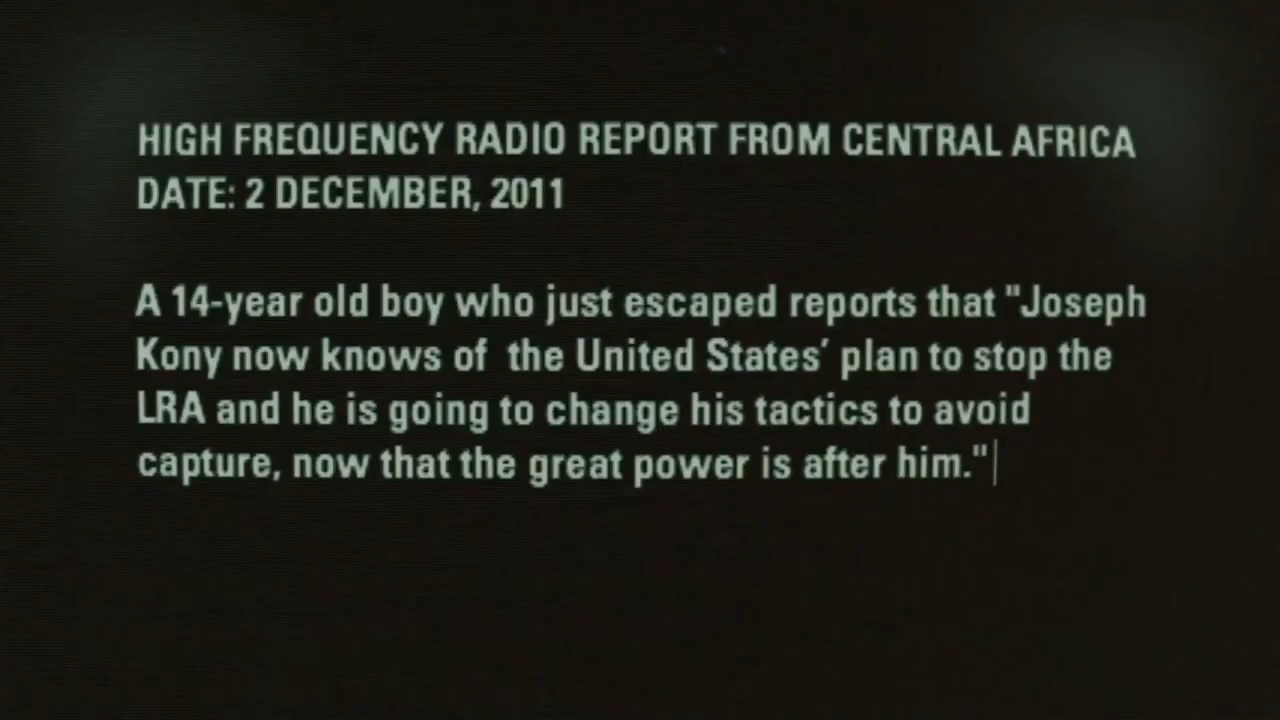 HIGH FREQUENCY RADIO REPORT FROM CENTRAL AFRICA
DATE: 2 DECEMBER, 2011
A 14-year old boy who just escaped reports that "Joseph
Kony now knows of  the United States' plan to stop the
LRA and he is going to change his tactics to avoid
capture, now that the great power is after him."